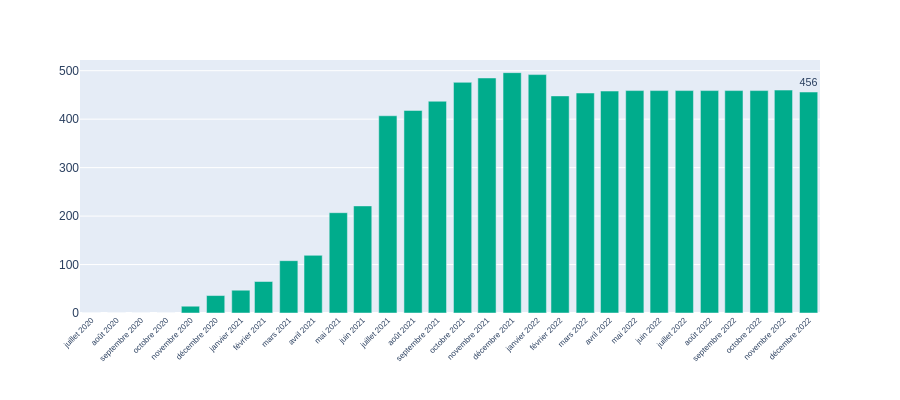 500
400
300
200
100
0
456
juillet 2020
août 2020
septembre 2020
octobre 2020
novembre 2020
décembre 2020
janvier 2021
février 2021
mars 2021
avril 2021
mai 2021
juin 2021
juillet 2021
août 2021
septembre 2021
octobre 2021
novembre 2021
décembre 2021
janvier 2022
février 2022
mars 2022
avril 2022
mai 2022
juin 2022
juillet 2022
août 2022
septembre 2022
octobre 2022
novembre 2022
décembre 2022